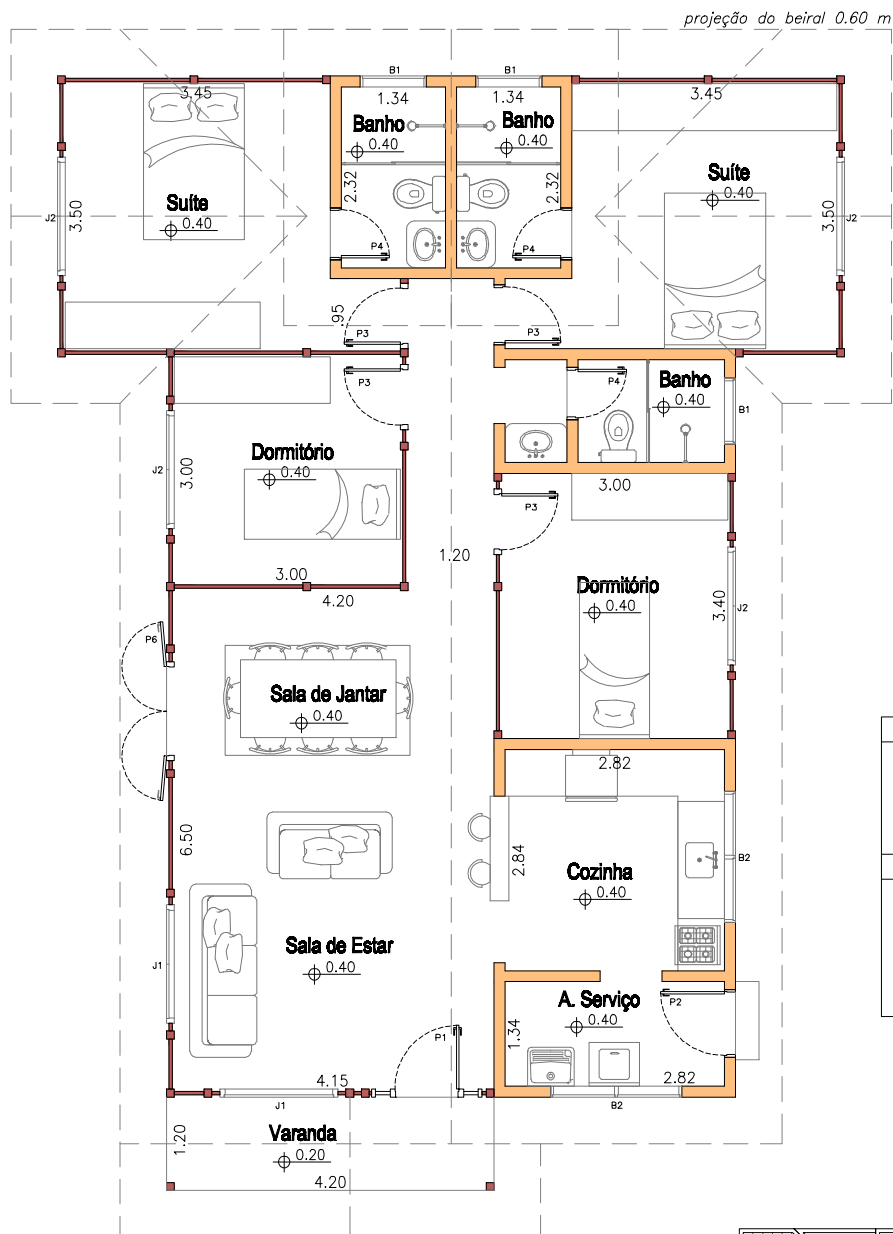 projeção do beiral 0.60 m
B1
B1
3.45
1.34
1.34
3.45
Banho
0.40
Banho
0.40
2.32
2.32
Suíte
0.40
Suíte
0.40
J2
3.50
3.50
J2
P4
P4
.95
P3
P3
P3
P4
Banho
0.40
B1
Dormitório
0.40
J2
3.00
3.00
P3
3.00
1.20
4.20
Dormitório
0.40
3.40
J2
P6
Sala de Jantar
0.40
2.82
6.50
2.84
Cozinha
0.40
B2
Sala de Estar
0.40
J1
A. Serviço
0.40
P2
P1
1.34
4.15
2.82
J1
B2
Varanda
0.20
1.20
4.20